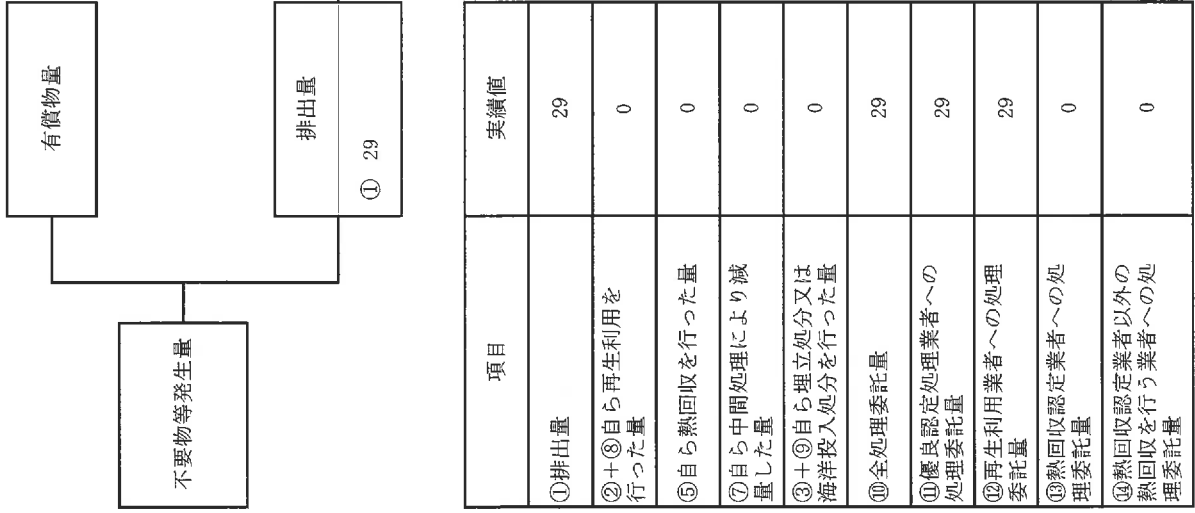 有償物量
排出量
① 29
不要物等発生量
項目
実績値
①排出量
29
②+⑧自ら再生利用を
行った量
0
⑤自ら熱回収を行った量
0
⑦自ら中間処理により減
量した量
0
③+⑨自ら埋立処分又は
海洋投入処分を行った量
0
⑩全処理委託量
29
⑪優良認定処理業者への
処理委託量
29
⑫再生利用業者への処理
委託量
29
⑬熱回収認定業者への処
理委託量
0
⑭熱回収認定業者以外の
熱回収を行う業者への処
理委託量
0